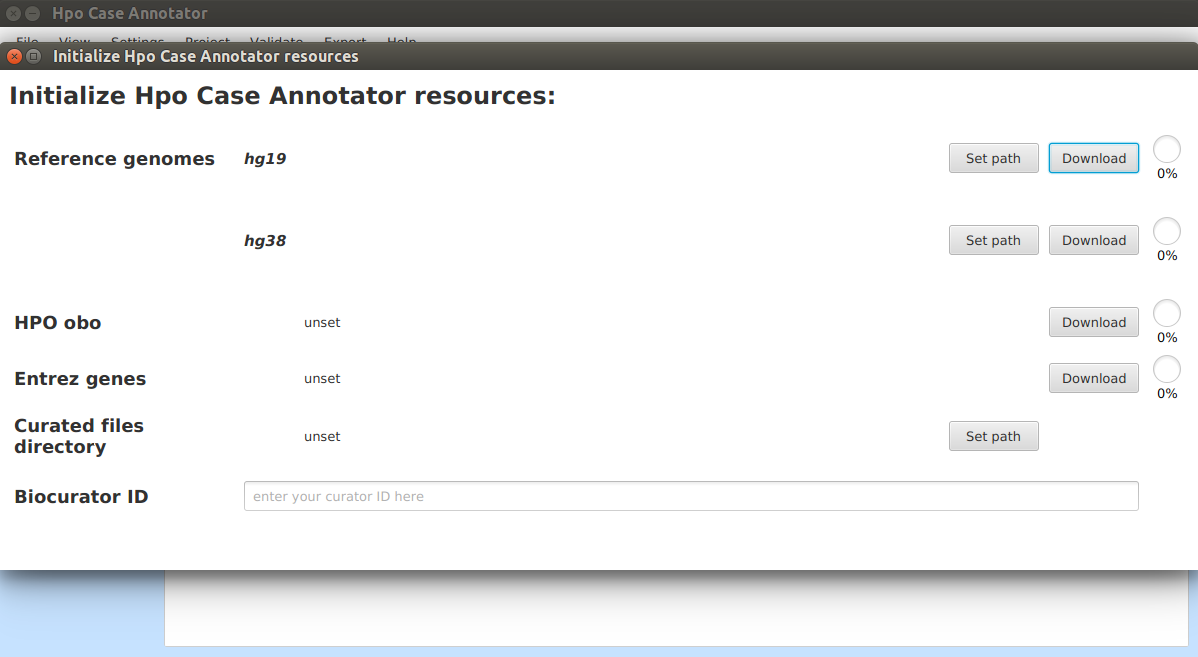 Hpo Case Annotator
File View Settings Project Validate Export Help
Initialize Hpo Case Annotator resources
Initialize Hpo Case Annotator resources:
Reference genomes hg19 Set path Download
0%
hg38 Set path Download
0%
HPO obo unset Download
0%
Entrez genes unset Download
0%
Curated files
directory
unset Set path
Biocurator ID enter your curator ID here